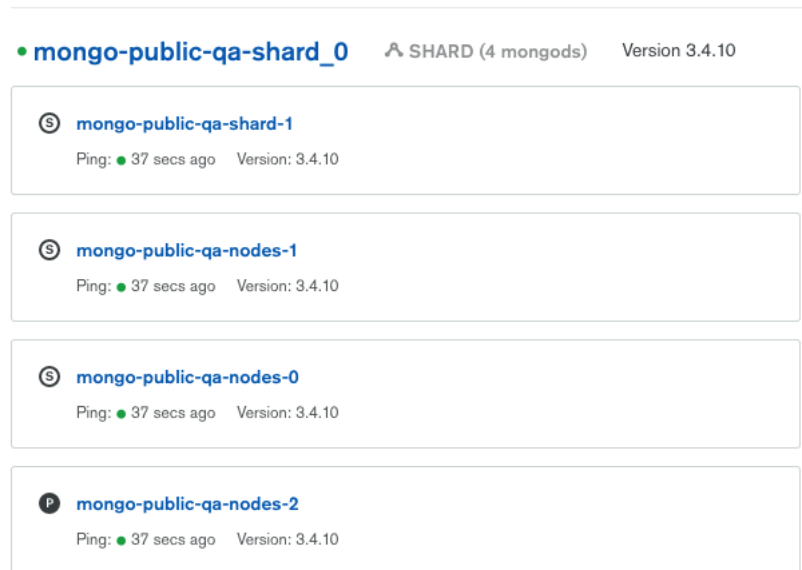 mongo-public-qa-shard_0 SHARD (4 mongods) Version 3.4.10
S mongo-public-qa-shard-1
Ping: 37 secs ago Version: 3.4.10
S mongo-public-qa-nodes-1
Ping: 37 secs ago Version: 3.4.10
S mongo-public-qa-nodes-0
Ping: 37 secs ago Version: 3.4.10
P mongo-public-qa-nodes-2
Ping: 37 secs ago Version: 3.4.10